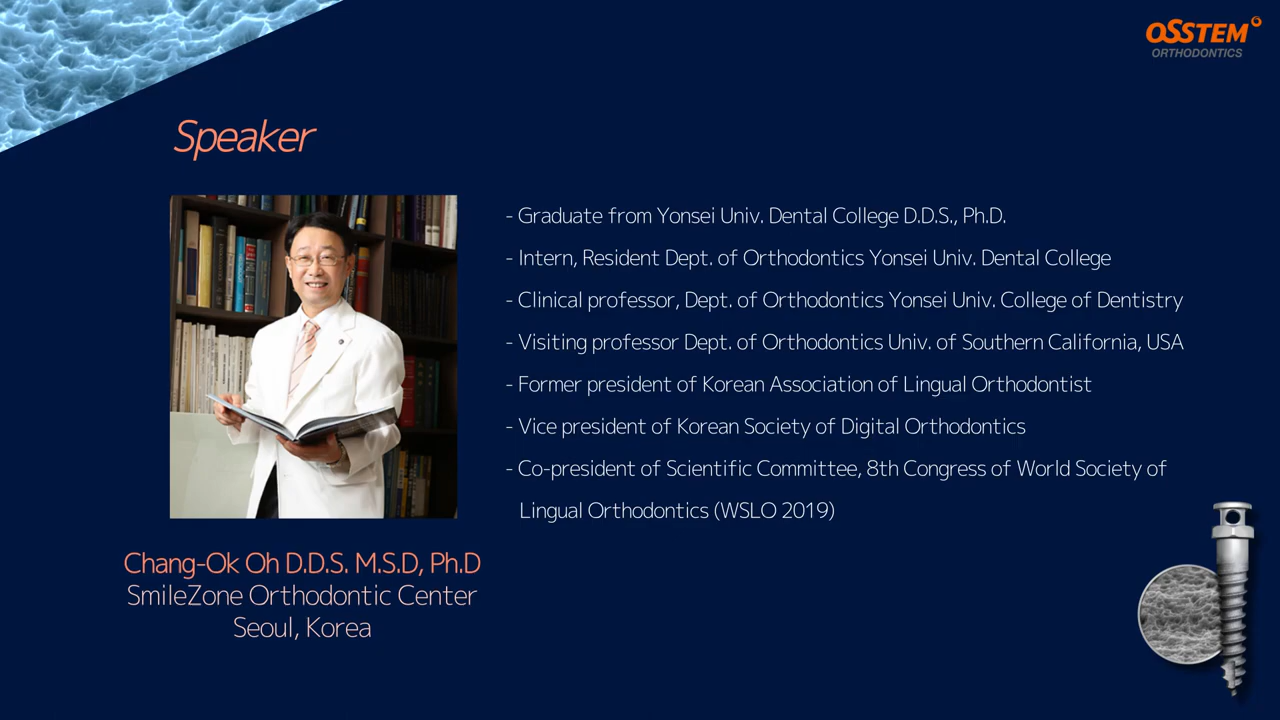 OSSTEM
ORTHODONTICS
Speaker
- Graduate from Yonsei Univ. Dental College D.D.S., Ph.D.
- Intern, Resident Dept. of Orthodontics Yonsei Univ. Dental College
- Clinical professor, Dept. of Orthodontics Yonsei Univ. College of Dentistry
- Visiting professor Dept. of Orthodontics Univ. of Southern California, USA
- Former president of Korean Association of Lingual Orthodontist
- Vice president of Korean Society of Digital Orthodontics
- Co-president of Scientific Committee, 8th Congress of World Society of
Lingual Orthodontics (WSLO 2019)
Chang-Ok Oh D.D.S. M.S.D, Ph.D
SmileZone Orthodontic Center
Seoul, Korea